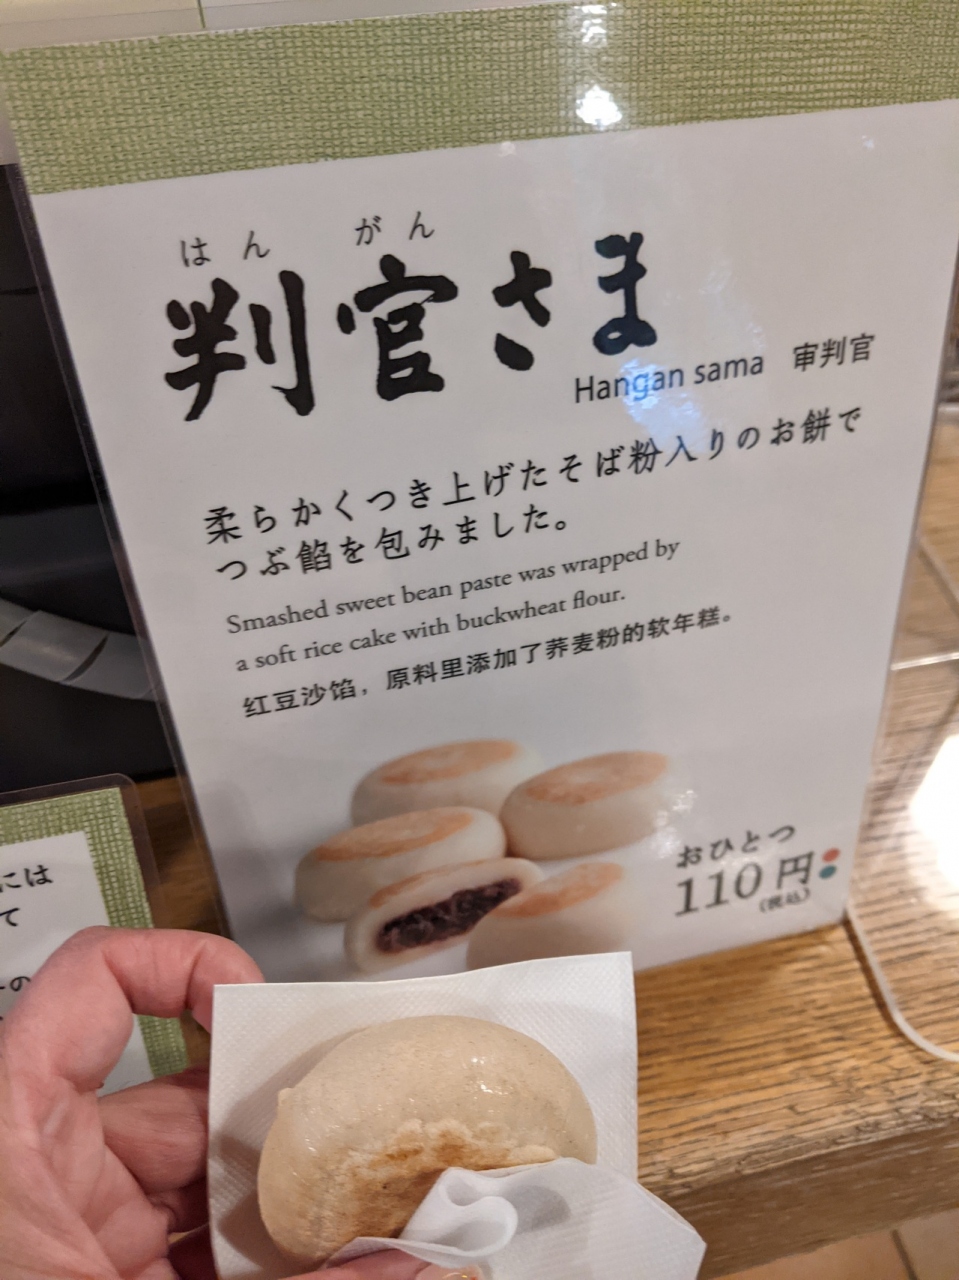 はん がん
判官さま
Hangan sama 审判官
柔らかくつき上げたそば粉入りのお餅で
つぶ餡を包みました。
Smashed sweet bean paste was wrapped by
a soft rice cake with buckwheat flour.
红豆沙馅，原料里添加了荞麦粉的软年糕。
おひとつ
110円
(税込)
には
て
の